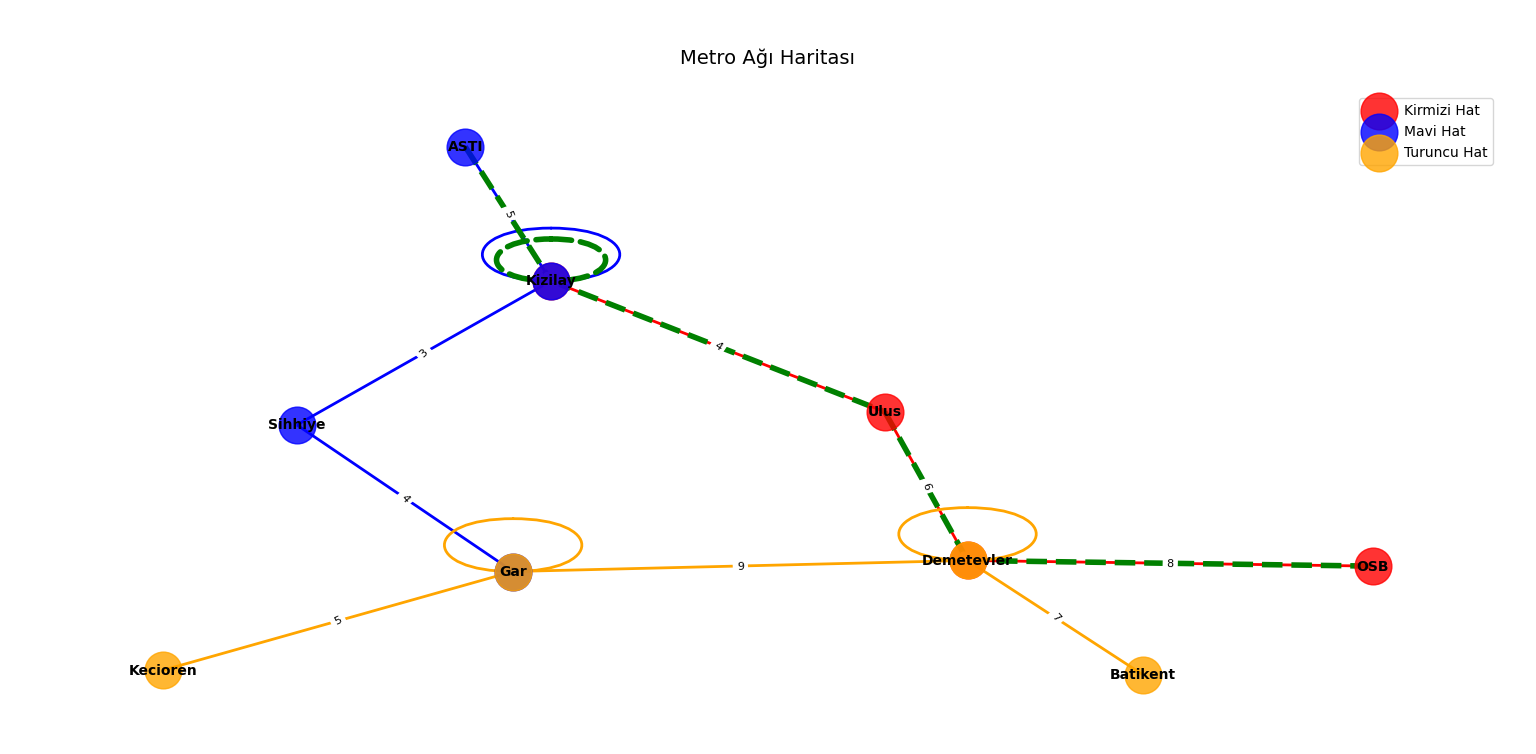 Metro Ağı Haritası
Kirmizi Hat
Mavi Hat
Turuncu Hat
ASTI
5
Kizilay
3
4
Ulus
Sihhiye
6
4
Demetevler
Gar
9
8
OSB
5
7
Kecioren
Batikent